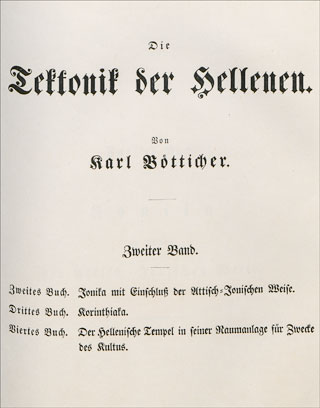 Die
Tektonik der Hellenen.
Von
Karl Bötticher.
Zweiter Band.
Zweites Buch. Jonika mit Einschluß der Attisch-Jonischen Weise.
Drittes Buch. Korinthiaka.
Viertes Buch. Der Hellenische Tempel in seiner Raumanlage für Zwecke
des Kultus.